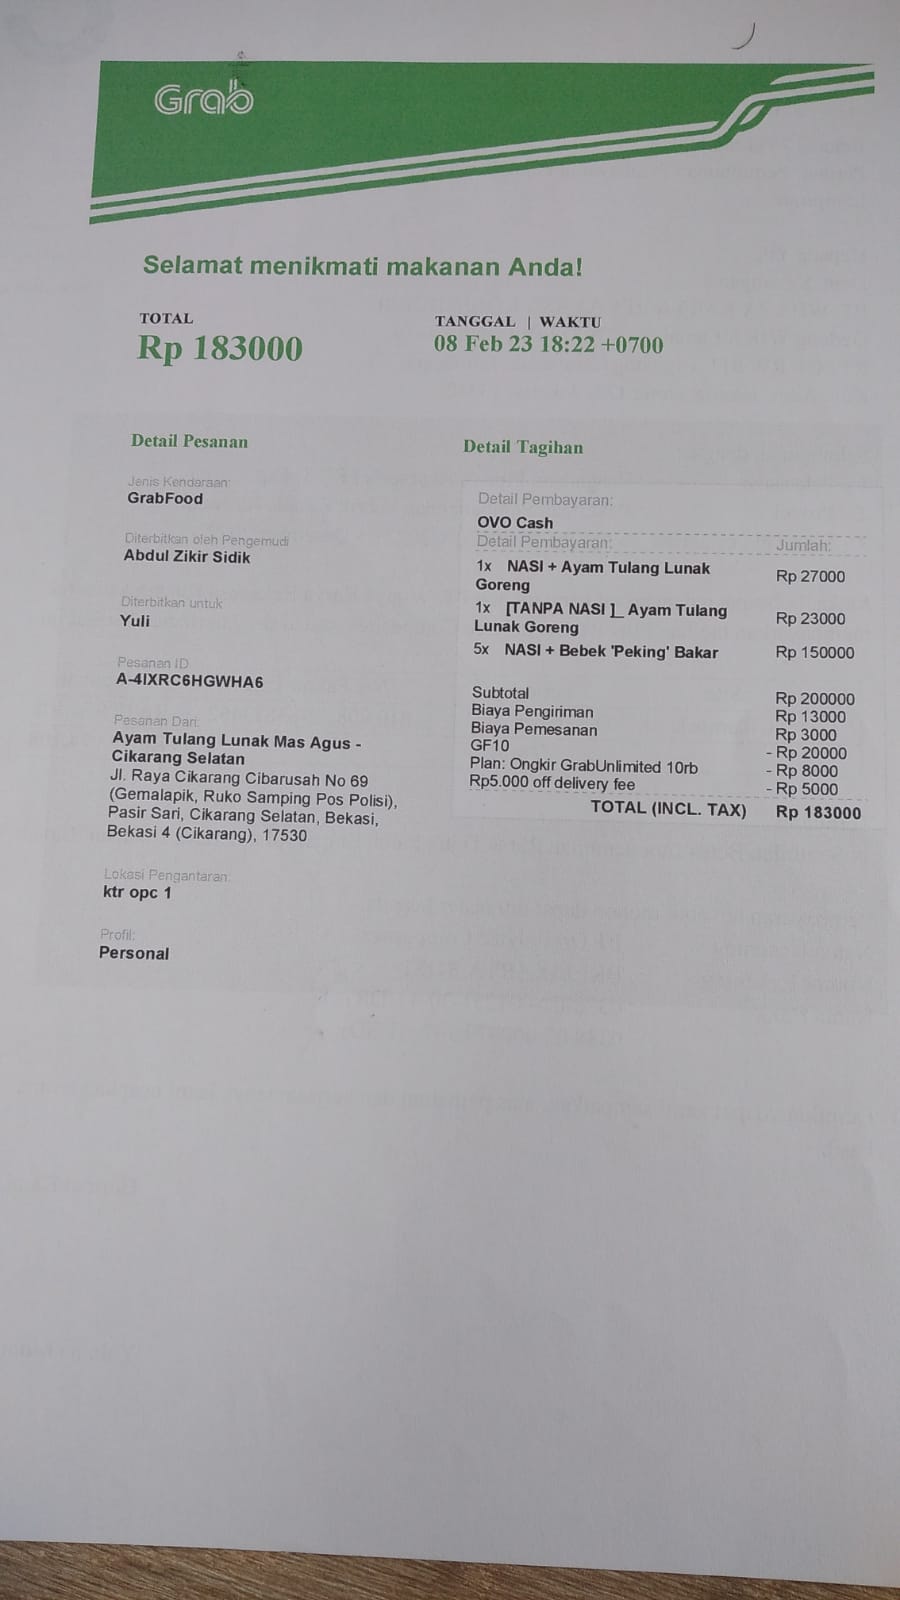 Grab
Selamat menikmati makanan Anda!
TOTAL
Rp 183000
TANGGAL | WAKTU
08 Feb 23 18:22 +0700
Detail Pesanan
Jenis Kendaraan:
GrabFood
Diterbitkan oleh Pengemudi
Abdul Zikir Sidik
Diterbitkan untuk
Yuli
Pesanan ID
A-4IXRC6HGWHA6
Pesanan Dari:
Ayam Tulang Lunak Mas Agus -
Cikarang Selatan
Jl. Raya Cikarang Cibarusah No 69
(Gemalapik, Ruko Samping Pos Polisi),
Pasir Sari, Cikarang Selatan, Bekasi,
Bekasi 4 (Cikarang), 17530
Lokasi Pengantaran:
ktr opc 1
Profil:
Personal
Detail Tagihan
Detail Pembayaran:
OVO Cash
Detail Pembayaran: Jumlah:
1x NASI + Ayam Tulang Lunak
Goreng Rp 27000
1x [TANPA NASI ]_ Ayam Tulang
Lunak Goreng Rp 23000
5x NASI + Bebek 'Peking' Bakar Rp 150000
Subtotal Rp 200000
Biaya Pengiriman Rp 13000
Biaya Pemesanan Rp 3000
GF10 - Rp 20000
Plan: Ongkir GrabUnlimited 10rb - Rp 8000
Rp5.000 off delivery fee - Rp 5000
TOTAL (INCL. TAX) Rp 183000